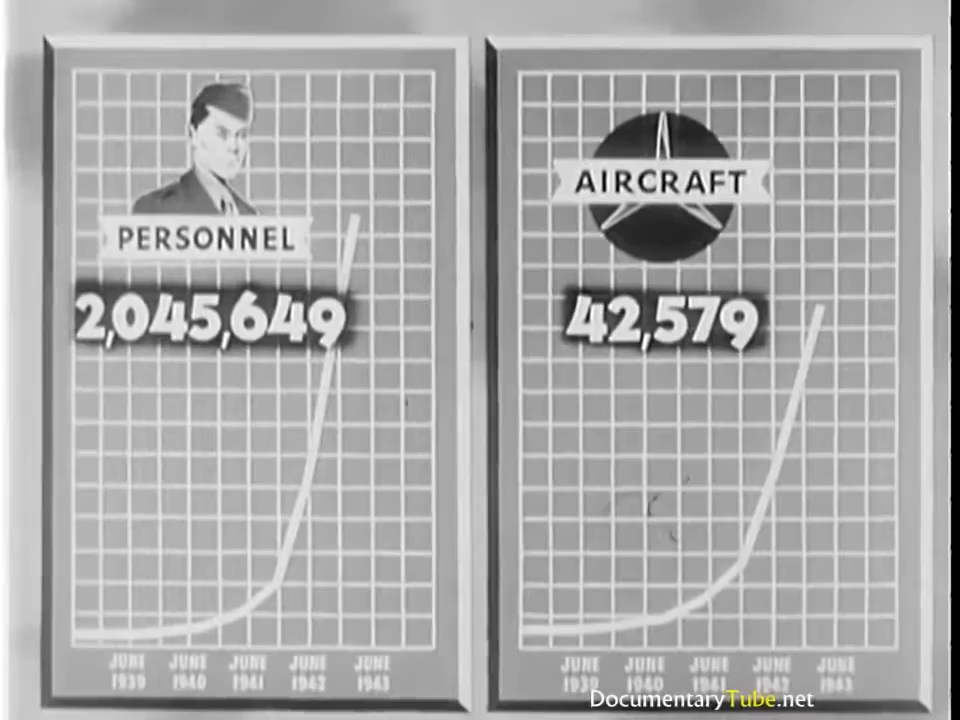 PERSONNEL
2,045,649
JUNE JUNE JUNE JUNE JUNE
1939 1940 1941 1942 1943
AIRCRAFT
42,579
JUNE JUNE JUNE JUNE JUNE
1939 1940 1941 1942 1943
DocumentaryTube.net